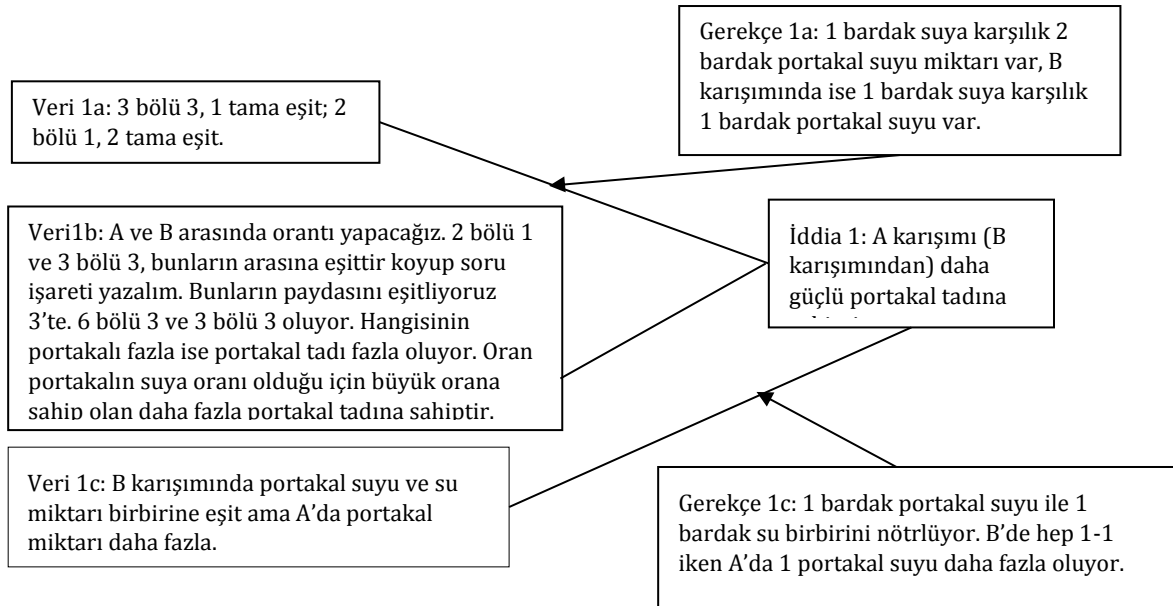 Gerekçe 1a: 1 bardak suya karşılık 2
bardak portakal suyu miktarı var, B
karışımında ise 1 bardak suya karşılık
1 bardak portakal suyu var.
Veri 1a: 3 bölü 3, 1 tama eşit; 2
bölü 1, 2 tama eşit.
Veri1b: A ve B arasında orantı yapacağız. 2 bölü 1
ve 3 bölü 3, bunların arasına eşittir koyup soru
işareti yazalım. Bunların paydasını eşitliyoruz
3’te. 6 bölü 3 ve 3 bölü 3 oluyor. Hangisinin
portakalı fazla ise portakal tadı fazla oluyor. Oran
portakalın suya oranı olduğu için büyük orana
sahip olan daha fazla portakal tadına sahiptir.
İddia 1: A karışımı (B
karışımından) daha
güçlü portakal tadına
Veri 1c: B karışımında portakal suyu ve su
miktarı birbirine eşit ama A’da portakal
miktarı daha fazla.
Gerekçe 1c: 1 bardak portakal suyu ile 1
bardak su birbirini nötrlüyor. B’de hep 1-1
iken A’da 1 portakal suyu daha fazla oluyor.